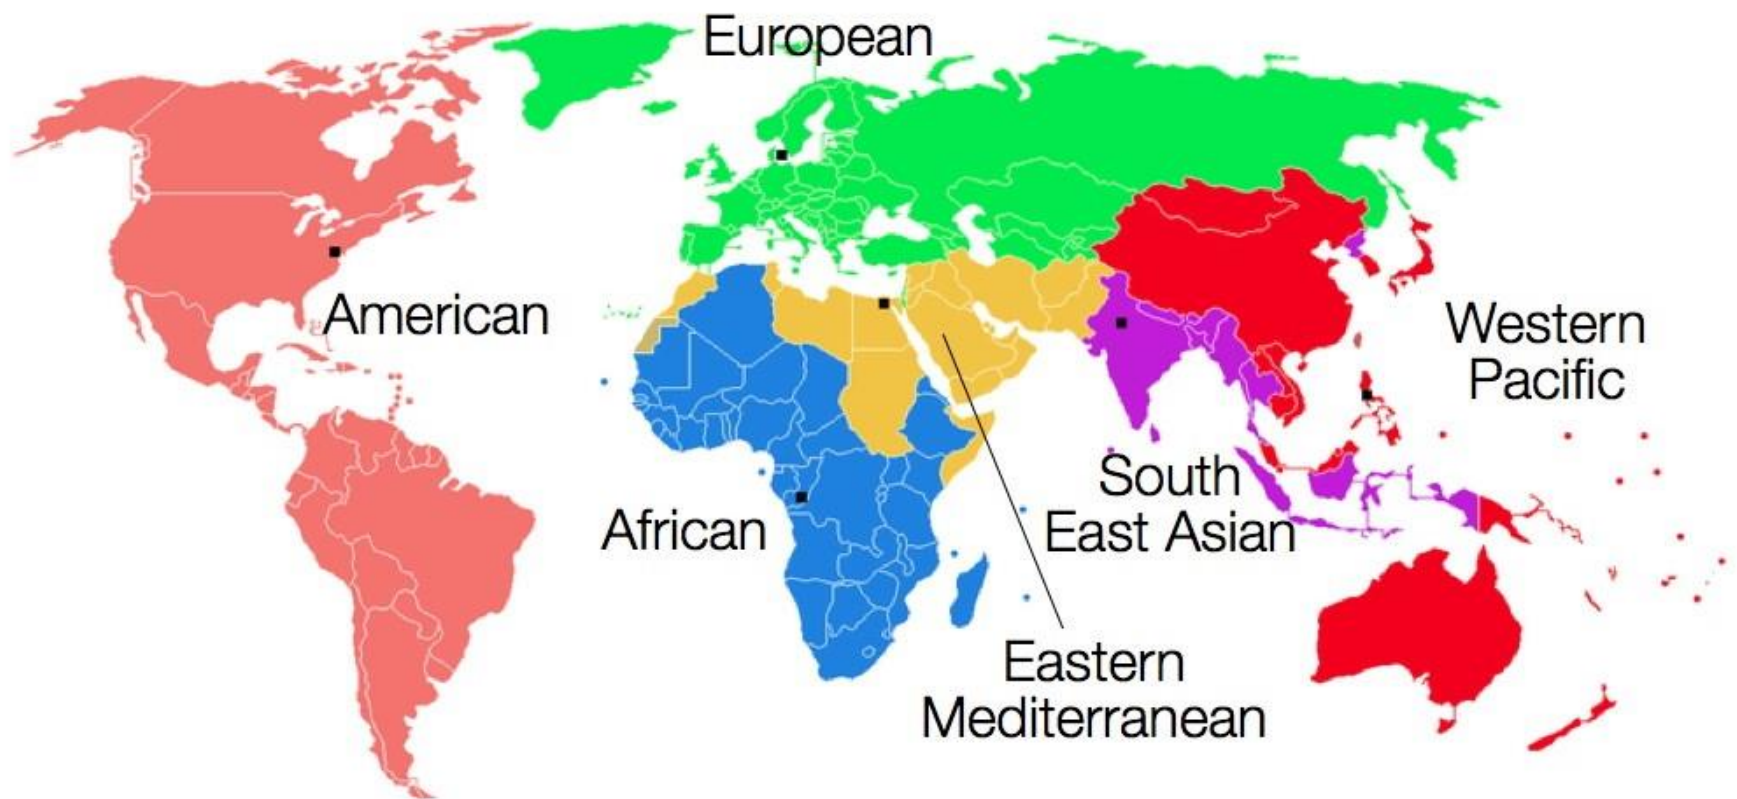 European
American
Western
Pacific
South
East Asian
African
Eastern
Mediterranean